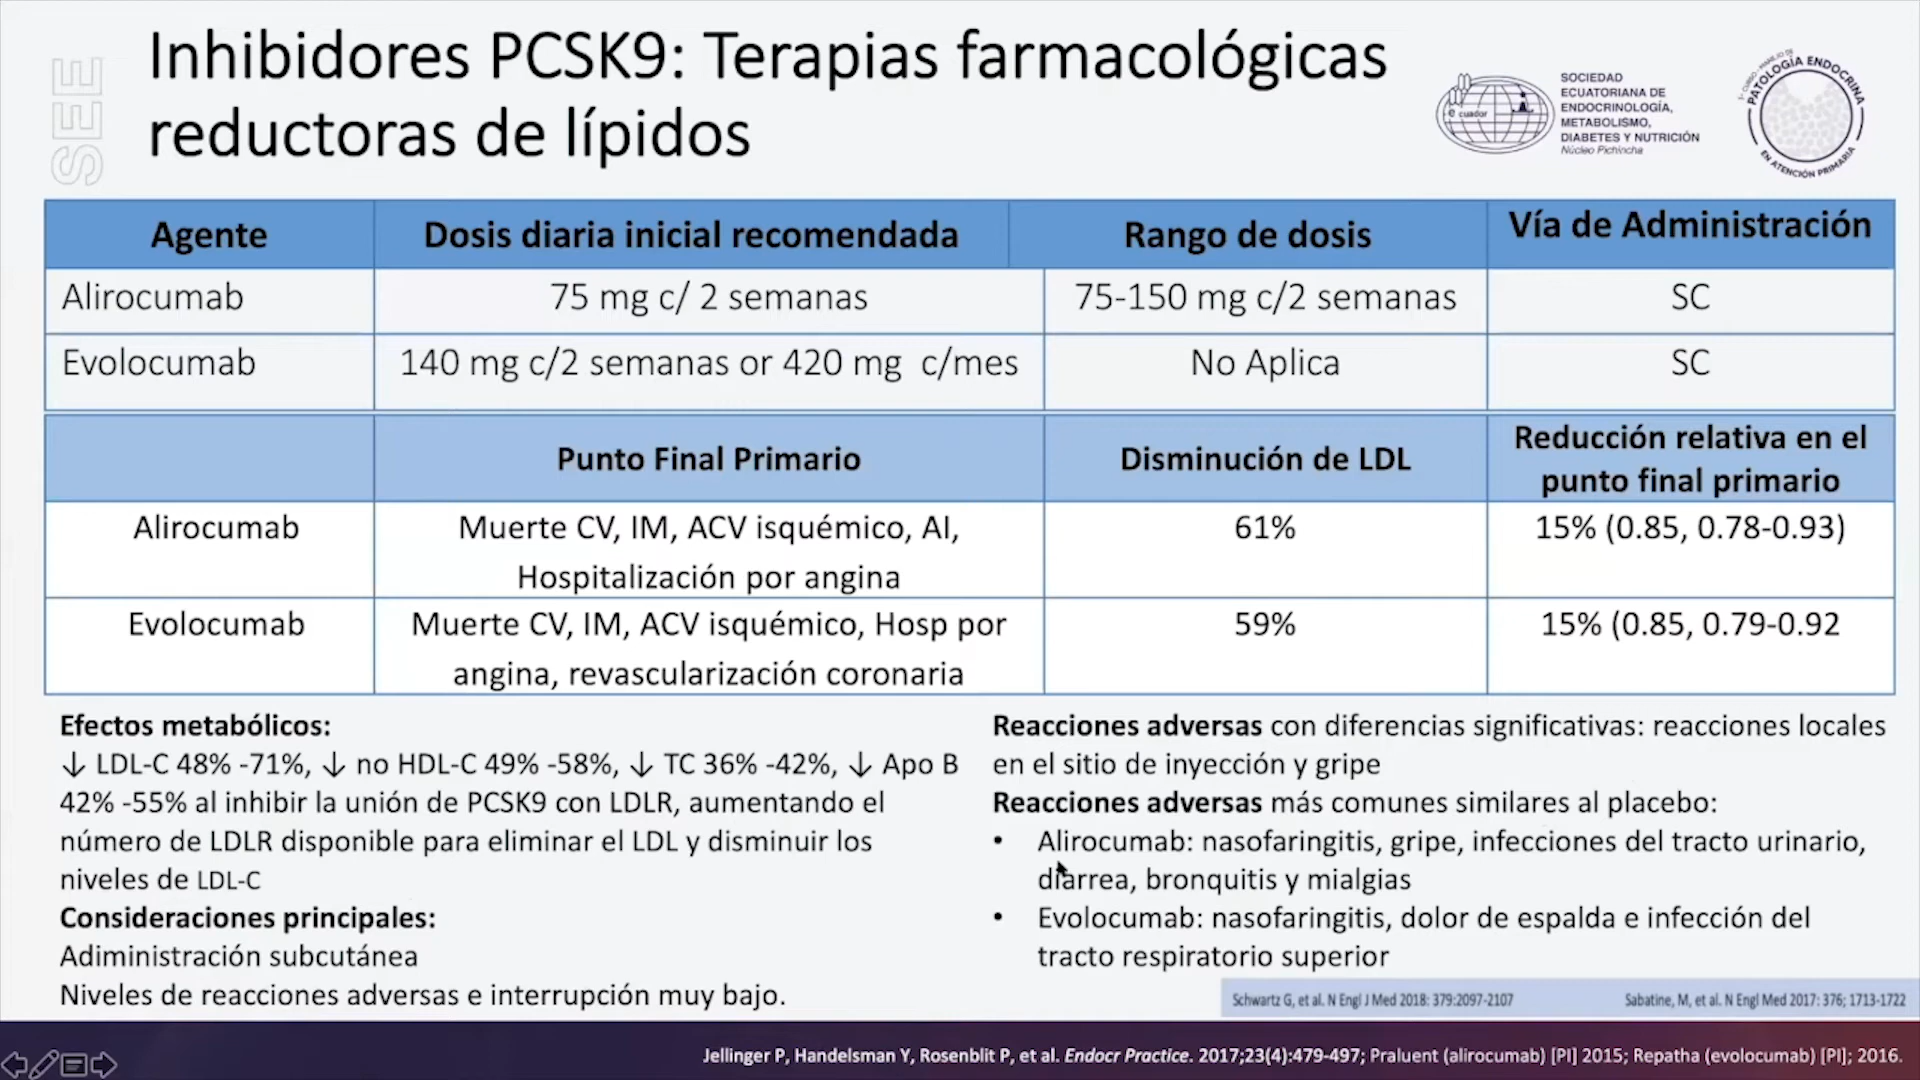 SEE
Inhibidores PCSK9: Terapias farmacológicas
reductoras de lípidos
ecuador
SOCIEDAD
ECUATORIANA DE
ENDOCRINOLOGÍA,
METABOLISMO,
DIABETES Y NUTRICIÓN
Núcleo Pichincha
1° CURSO - MANEJO DE
PATOLOGÍA ENDOCRINA
EN ATENCIÓN PRIMARIA
Agente Dosis diaria inicial recomendada Rango de dosis Vía de Administración
Alirocumab 75 mg c/ 2 semanas 75-150 mg c/2 semanas SC
Evolocumab 140 mg c/2 semanas or 420 mg c/mes No Aplica SC
Punto Final Primario Disminución de LDL Reducción relativa en el
punto final primario
Alirocumab Muerte CV, IM, ACV isquémico, AI, 61% 15% (0.85, 0.78-0.93)
Hospitalización por angina
Evolocumab Muerte CV, IM, ACV isquémico, Hosp por 59% 15% (0.85, 0.79-0.92
angina, revascularización coronaria
Efectos metabólicos:
↓ LDL-C 48% -71%, ↓ no HDL-C 49% -58%, ↓ TC 36% -42%, ↓ Apo B
42% -55% al inhibir la unión de PCSK9 con LDLR, aumentando el
número de LDLR disponible para eliminar el LDL y disminuir los
niveles de LDL-C
Consideraciones principales:
Adiministración subcutánea
Niveles de reacciones adversas e interrupción muy bajo.
Reacciones adversas con diferencias significativas: reacciones locales
en el sitio de inyección y gripe
Reacciones adversas más comunes similares al placebo:
• Alirocumab: nasofaringitis, gripe, infecciones del tracto urinario,
diarrea, bronquitis y mialgias
• Evolocumab: nasofaringitis, dolor de espalda e infección del
tracto respiratorio superior
Schwartz G, et al. N Engl J Med 2018: 379:2097-2107 Sabatine, M, et al. N Engl Med 2017: 376; 1713-1722
Jellinger P, Handelsman Y, Rosenblit P, et al. Endocr Practice. 2017;23(4):479-497; Praluent (alirocumab) [PI] 2015; Repatha (evolocumab) [PI]; 2016.